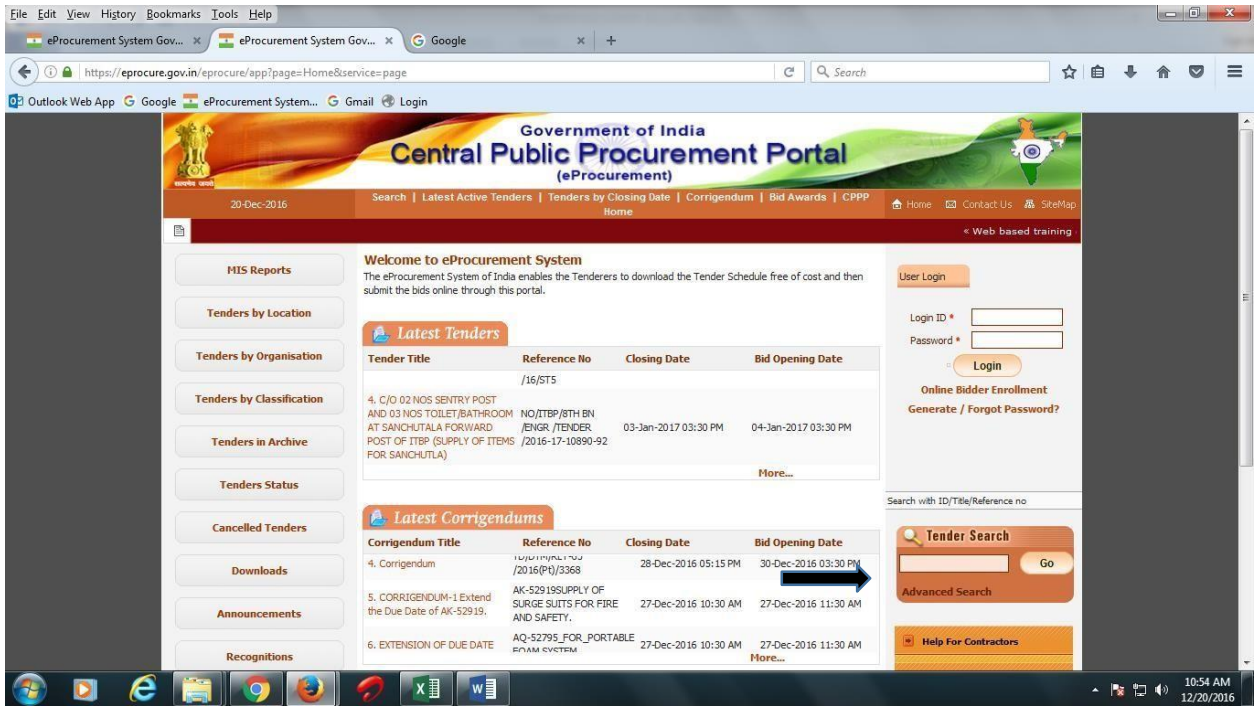 File Edit View History Bookmarks Tools Help
eProcurement System Gov... × eProcurement System Gov... × Google × +
https://eprocure.gov.in/eprocure/app?page=Home&service=page Search
Outlook Web App Google eProcurement System... Gmail Login
Government of India
Central Public Procurement Portal
(eProcurement)
सत्यमेव जयते
20-Dec-2016
Search | Latest Active Tenders | Tenders by Closing Date | Corrigendum | Bid Awards | CPPP
Home
Home Contact Us SiteMap
« Web based training
MIS Reports
Tenders by Location
Tenders by Organisation
Tenders by Classification
Tenders in Archive
Tenders Status
Cancelled Tenders
Downloads
Announcements
Recognitions
Welcome to eProcurement System
The eProcurement System of India enables the Tenderers to download the Tender Schedule free of cost and then
submit the bids online through this portal.
Latest Tenders
Tender Title Reference No Closing Date Bid Opening Date
/16/ST5
4. C/O 02 NOS SENTRY POST
AND 03 NOS TOILET/BATHROOM NO/ITBP/8TH BN
AT SANCHUTALA FORWARD /ENGR /TENDER 03-Jan-2017 03:30 PM 04-Jan-2017 03:30 PM
POST OF ITBP (SUPPLY OF ITEMS /2016-17-10890-92
FOR SANCHUTLA)
More...
Latest Corrigendums
Corrigendum Title Reference No Closing Date Bid Opening Date
4. Corrigendum /2016(Pt)/3368 28-Dec-2016 05:15 PM 30-Dec-2016 03:30 PM
AK-52919SUPPLY OF
5. CORRIGENDUM-1 Extend SURGE SUITS FOR FIRE 27-Dec-2016 10:30 AM 27-Dec-2016 11:30 AM
the Due Date of AK-52919. AND SAFETY.
6. EXTENSION OF DUE DATE AQ-52795_FOR_PORTABLE 27-Dec-2016 10:30 AM 27-Dec-2016 11:30 AM
FOAM SYSTEM
More...
User Login
Login ID *
Password *
Login
Online Bidder Enrollment
Generate / Forgot Password?
Search with ID/Title/Reference no
Tender Search
Go
Advanced Search
Help For Contractors
10:54 AM
12/20/2016